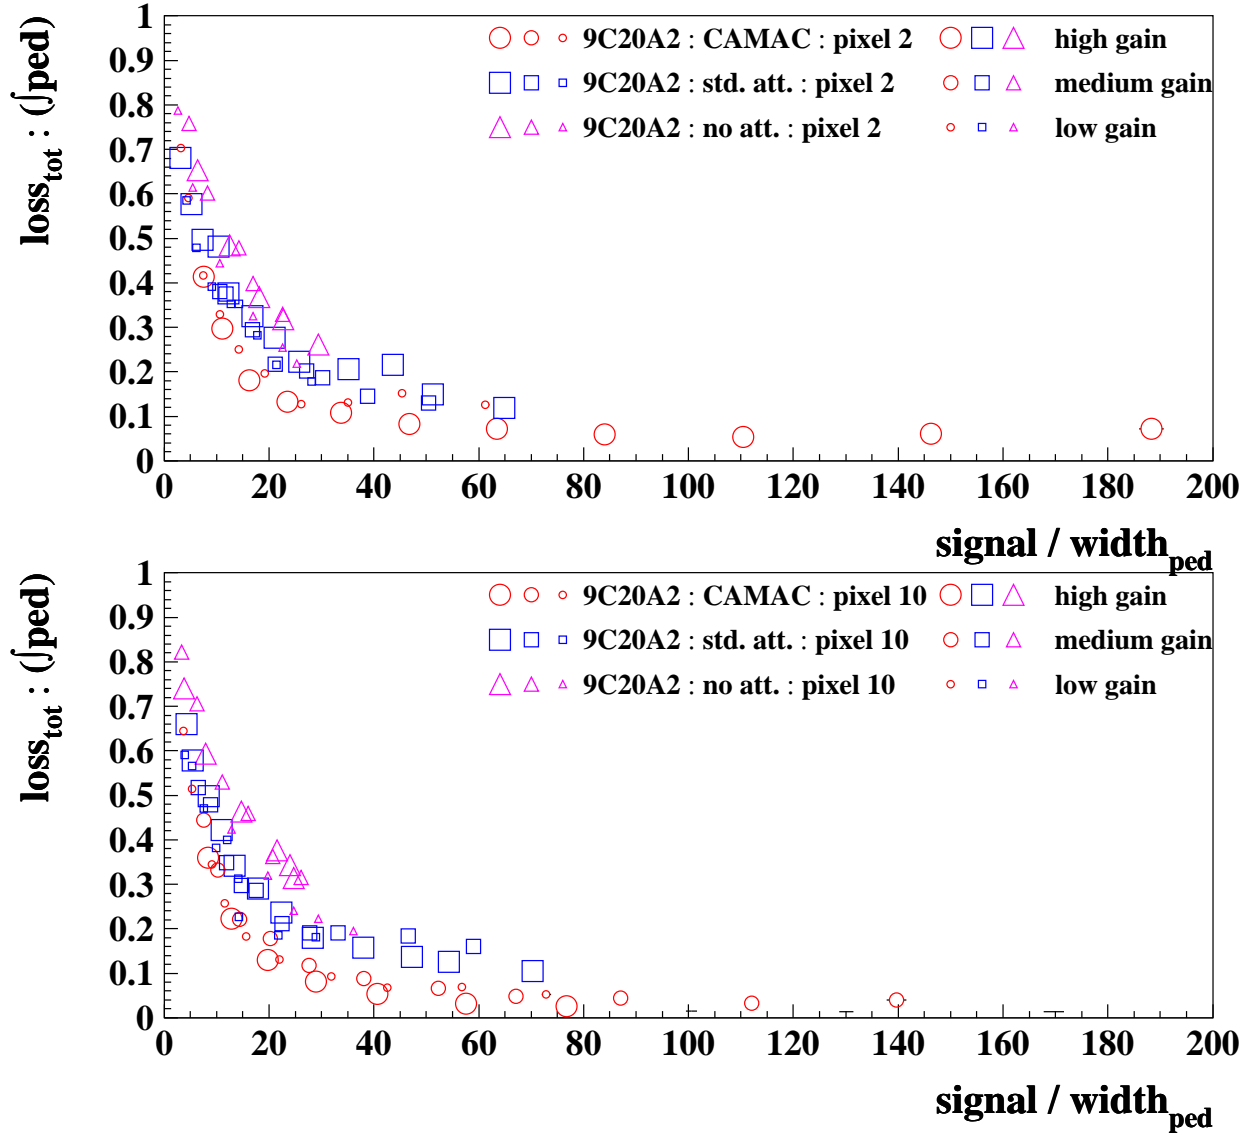 loss_tot : (∫ped)
1
0.9
0.8
0.7
0.6
0.5
0.4
0.3
0.2
0.1
0
9C20A2 : CAMAC : pixel 2 high gain
9C20A2 : std. att. : pixel 2 medium gain
9C20A2 : no att. : pixel 2 low gain
0 20 40 60 80 100 120 140 160 180 200
signal / width_ped
loss_tot : (∫ped)
1
0.9
0.8
0.7
0.6
0.5
0.4
0.3
0.2
0.1
0
9C20A2 : CAMAC : pixel 10 high gain
9C20A2 : std. att. : pixel 10 medium gain
9C20A2 : no att. : pixel 10 low gain
0 20 40 60 80 100 120 140 160 180 200
signal / width_ped